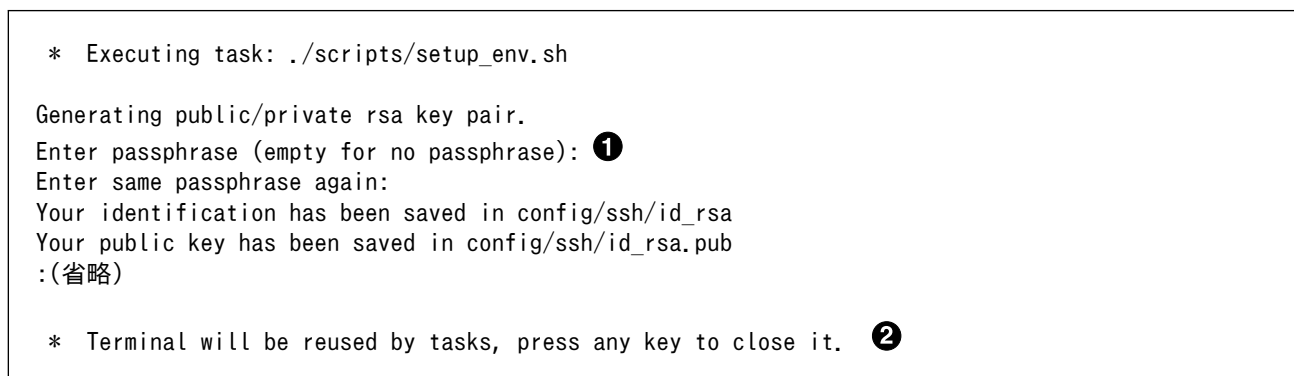 *  Executing task: ./scripts/setup_env.sh
Generating public/private rsa key pair.
Enter passphrase (empty for no passphrase): ❶
Enter same passphrase again:
Your identification has been saved in config/ssh/id_rsa
Your public key has been saved in config/ssh/id_rsa.pub
:(省略)
*  Terminal will be reused by tasks, press any key to close it. ❷